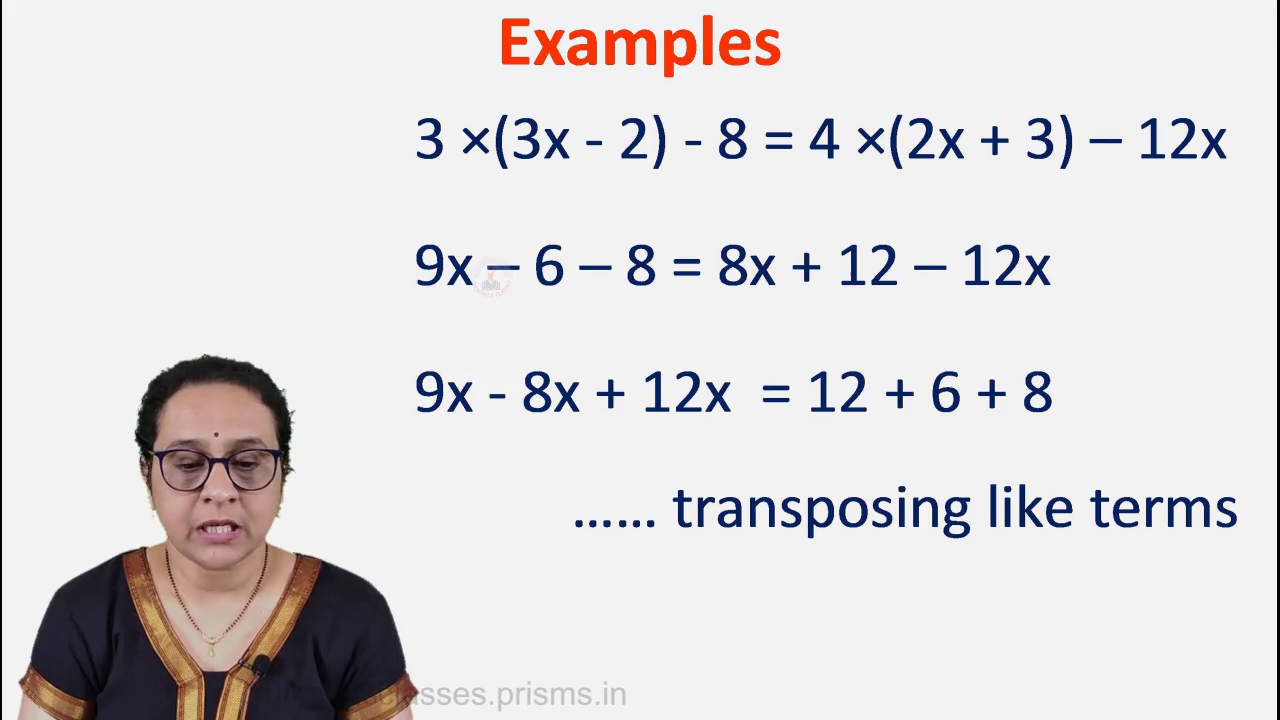 Examples
3 ×(3x - 2) - 8 = 4 ×(2x + 3) – 12x
9x – 6 – 8 = 8x + 12 – 12x
9x - 8x + 12x = 12 + 6 + 8
...... transposing like terms